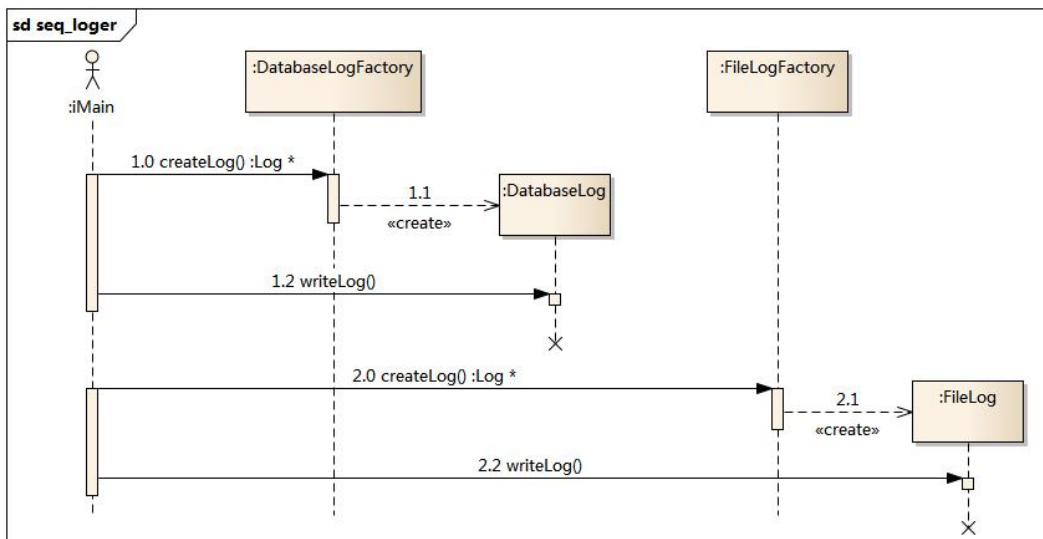 sd seq_loger
:iMain
:DatabaseLogFactory
:FileLogFactory
1.0 createLog() :Log *
1.1
«create»
:DatabaseLog
1.2 writeLog()
2.0 createLog() :Log *
2.1
«create»
:FileLog
2.2 writeLog()